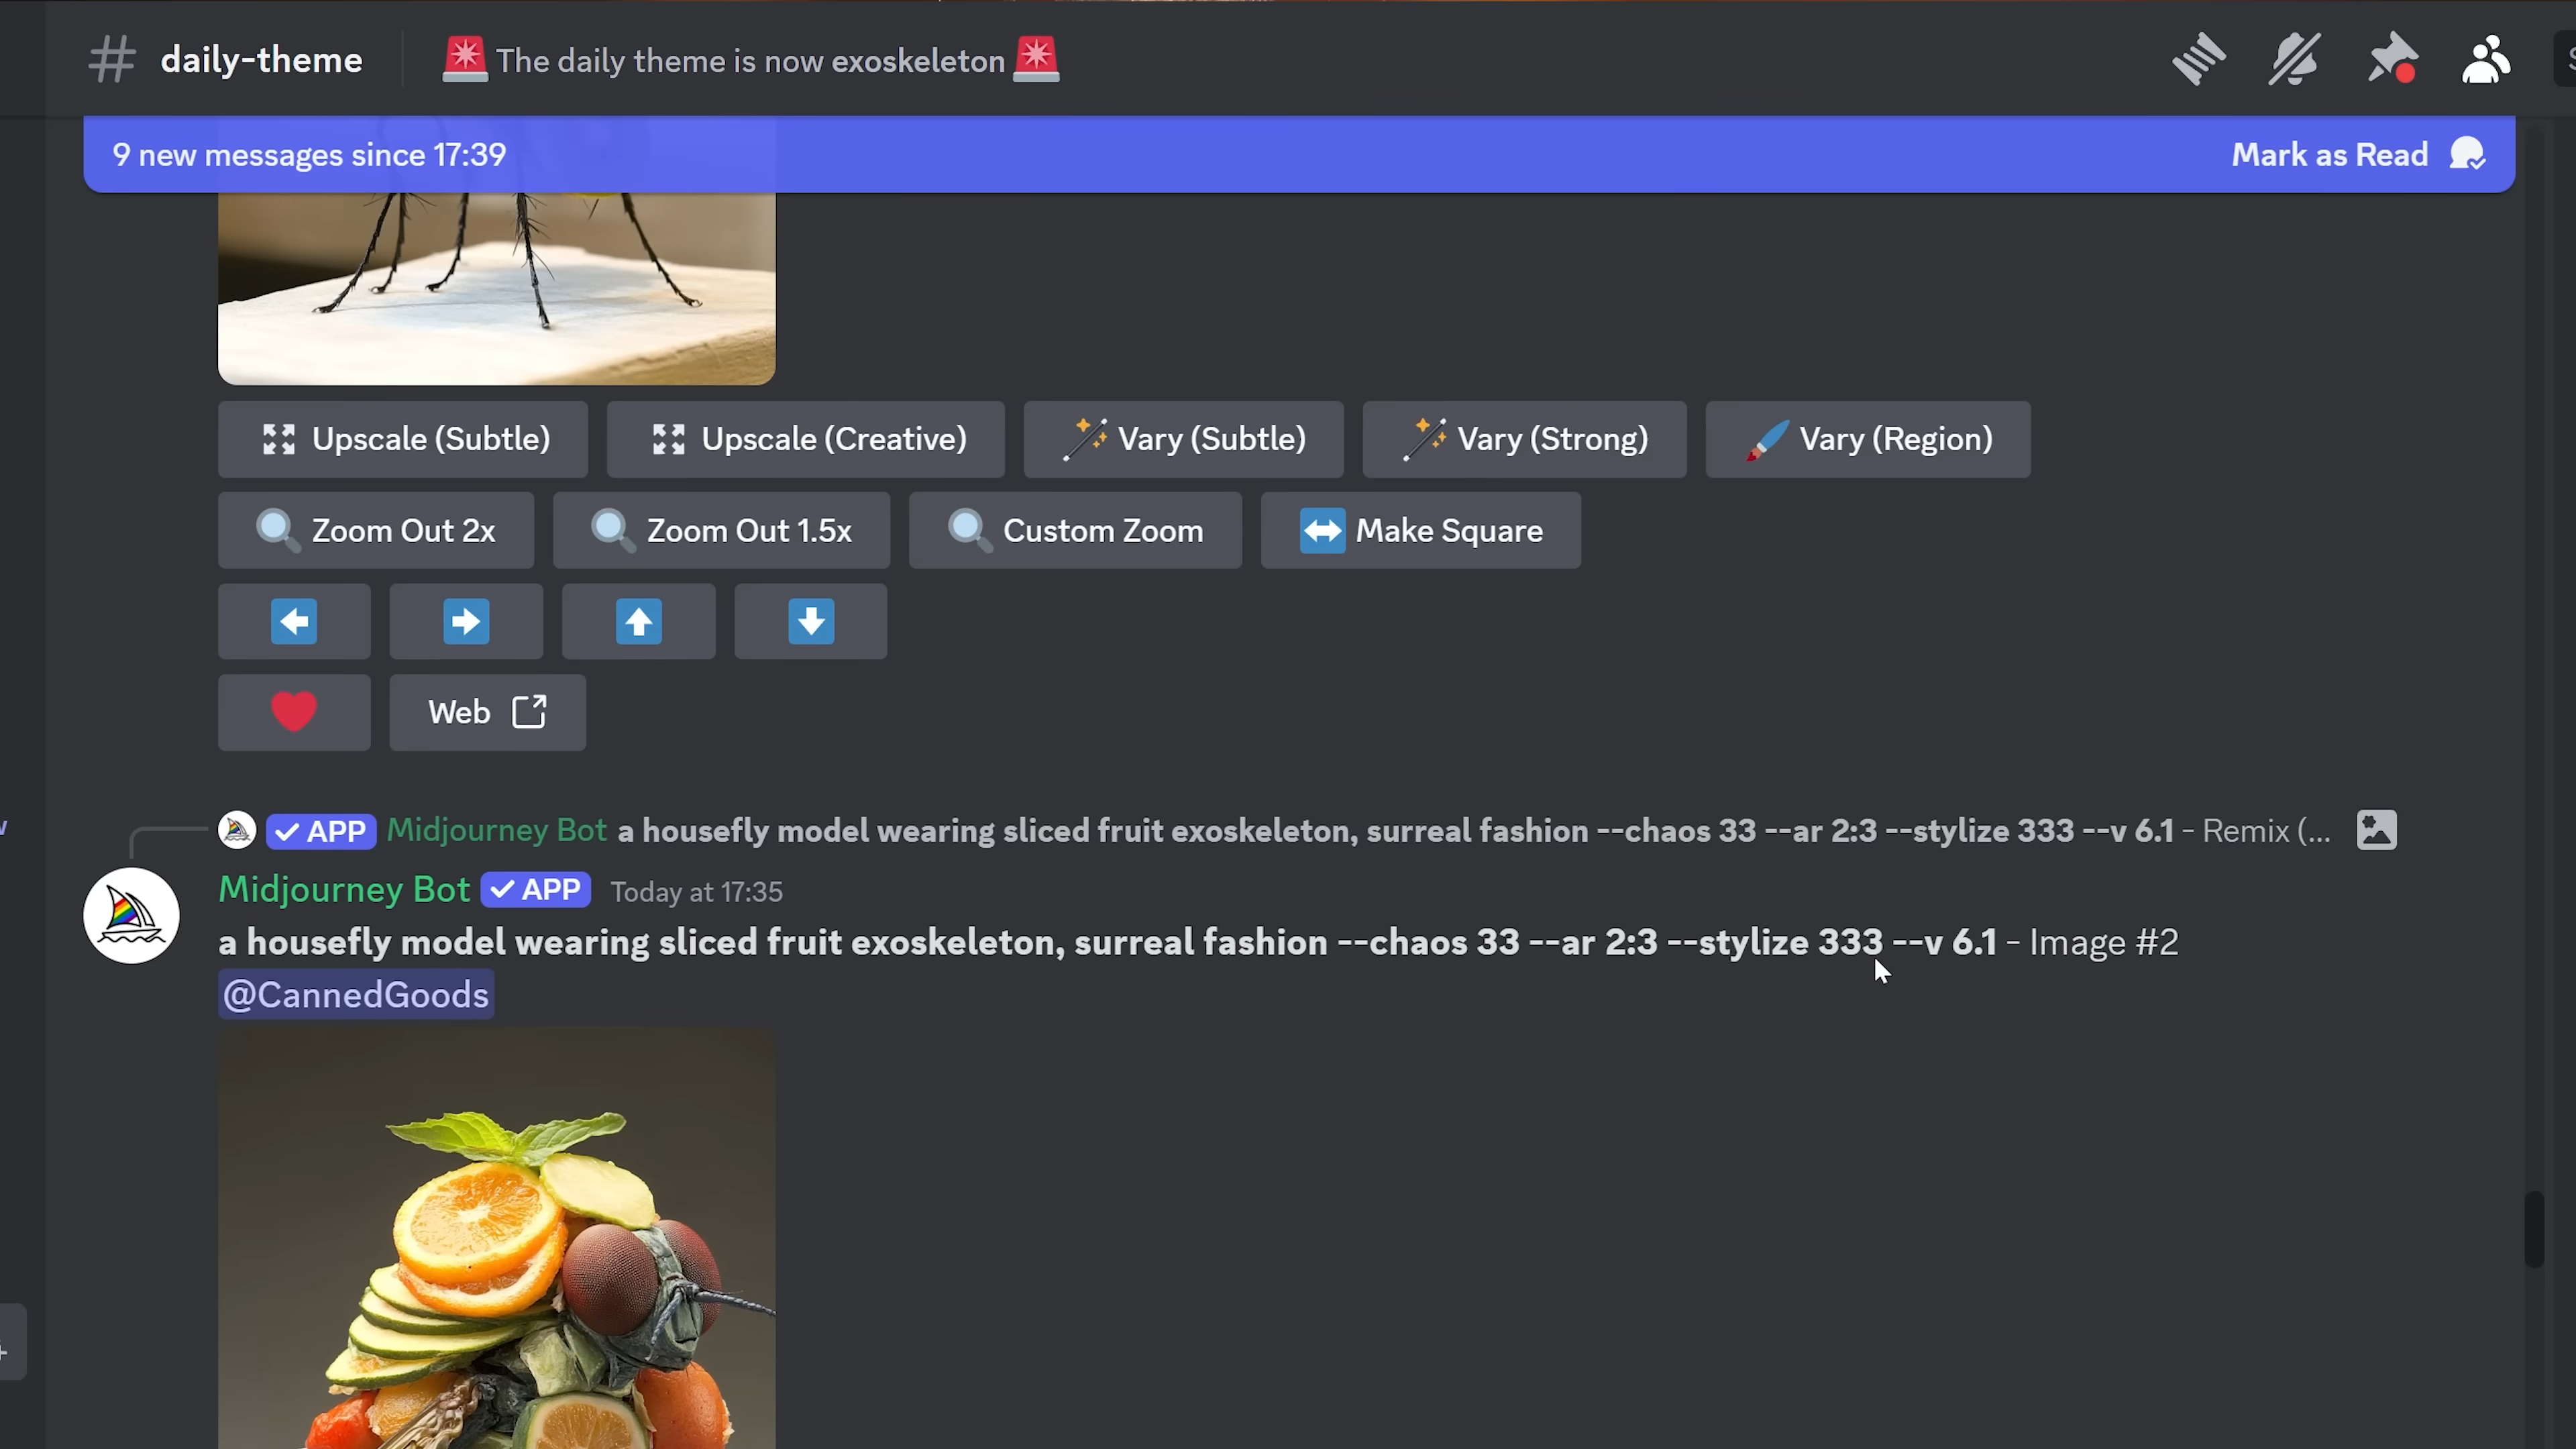 # daily-theme
The daily theme is now exoskeleton
9 new messages since 17:39
Mark as Read
Upscale (Subtle)
Upscale (Creative)
Vary (Subtle)
Vary (Strong)
Vary (Region)
Zoom Out 2x
Zoom Out 1.5x
Custom Zoom
Make Square
Web
APP Midjourney Bot a housefly model wearing sliced fruit exoskeleton, surreal fashion --chaos 33 --ar 2:3 --stylize 333 --v 6.1 - Remix (...
Midjourney Bot APP Today at 17:35
a housefly model wearing sliced fruit exoskeleton, surreal fashion --chaos 33 --ar 2:3 --stylize 333 --v 6.1 - Image #2
@CannedGoods